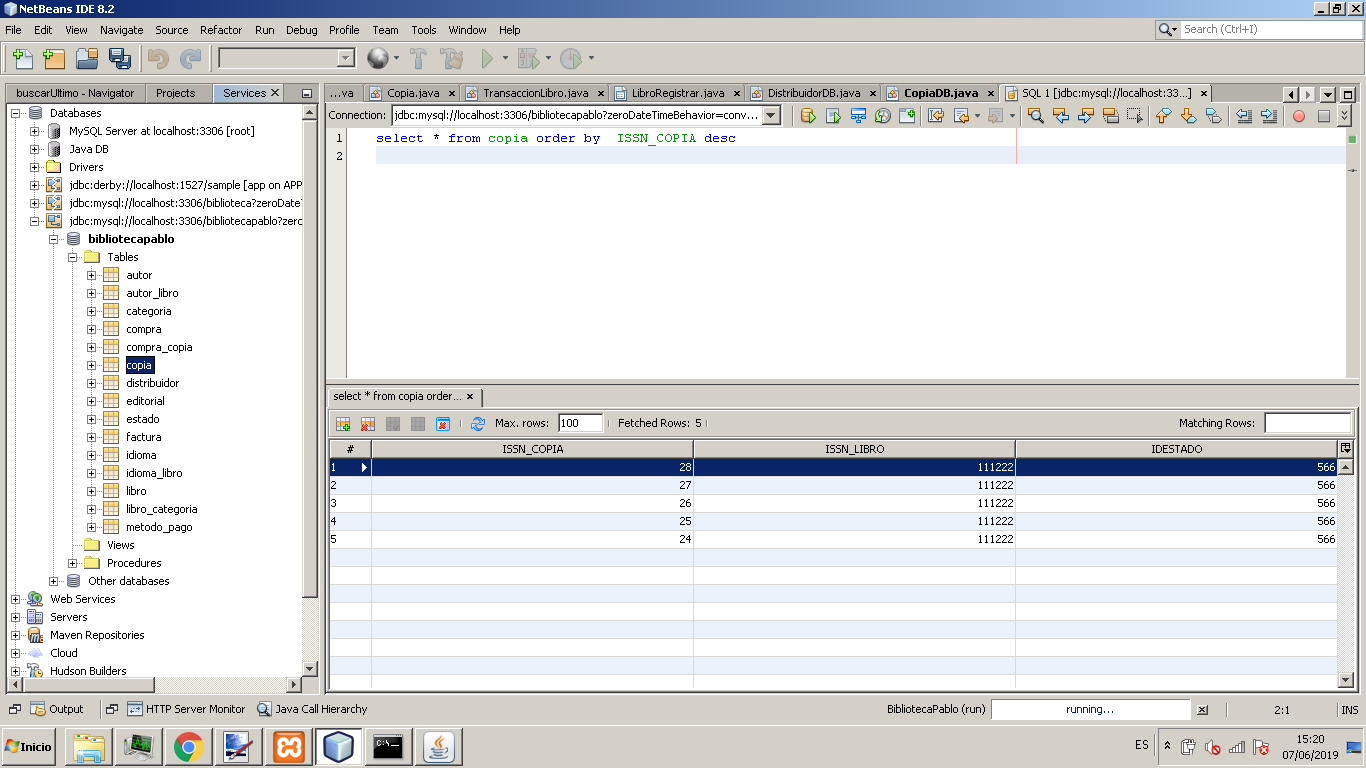 NetBeans IDE 8.2
File Edit View Navigate Source Refactor Run Debug Profile Team Tools Window Help
Search (Ctrl+I)
buscarUltimo - Navigator Projects Services
...va Copia.java TransaccionLibro.java LibroRegistrar.java DistribuidorDB.java CopiaDB.java SQL 1 [jdbc:mysql://localhost:33...]
Connection: jdbc:mysql://localhost:3306/bibliotecapablo?zeroDateTimeBehavior=conv...
1 select * from copia order by ISSN_COPIA desc
2
Databases
MySQL Server at localhost:3306 [root]
Java DB
Drivers
jdbc:derby://localhost:1527/sample [app on APP
jdbc:mysql://localhost:3306/biblioteca?zeroDate
jdbc:mysql://localhost:3306/bibliotecapablo?zero
bibliotecapablo
Tables
autor
autor_libro
categoria
compra
compra_copia
copia
distribuidor
editorial
estado
factura
idioma
idioma_libro
libro
libro_categoria
metodo_pago
Views
Procedures
Other databases
Web Services
Servers
Maven Repositories
Cloud
Hudson Builders
select * from copia order...
Max. rows: 100 Fetched Rows: 5 Matching Rows:
# ISSN_COPIA ISSN_LIBRO IDESTADO
1 28 111222 566
2 27 111222 566
3 26 111222 566
4 25 111222 566
5 24 111222 566
Output HTTP Server Monitor Java Call Hierarchy BibliotecaPablo (run) running... 2:1 INS
Inicio C:\ ES 15:20
07/06/2019